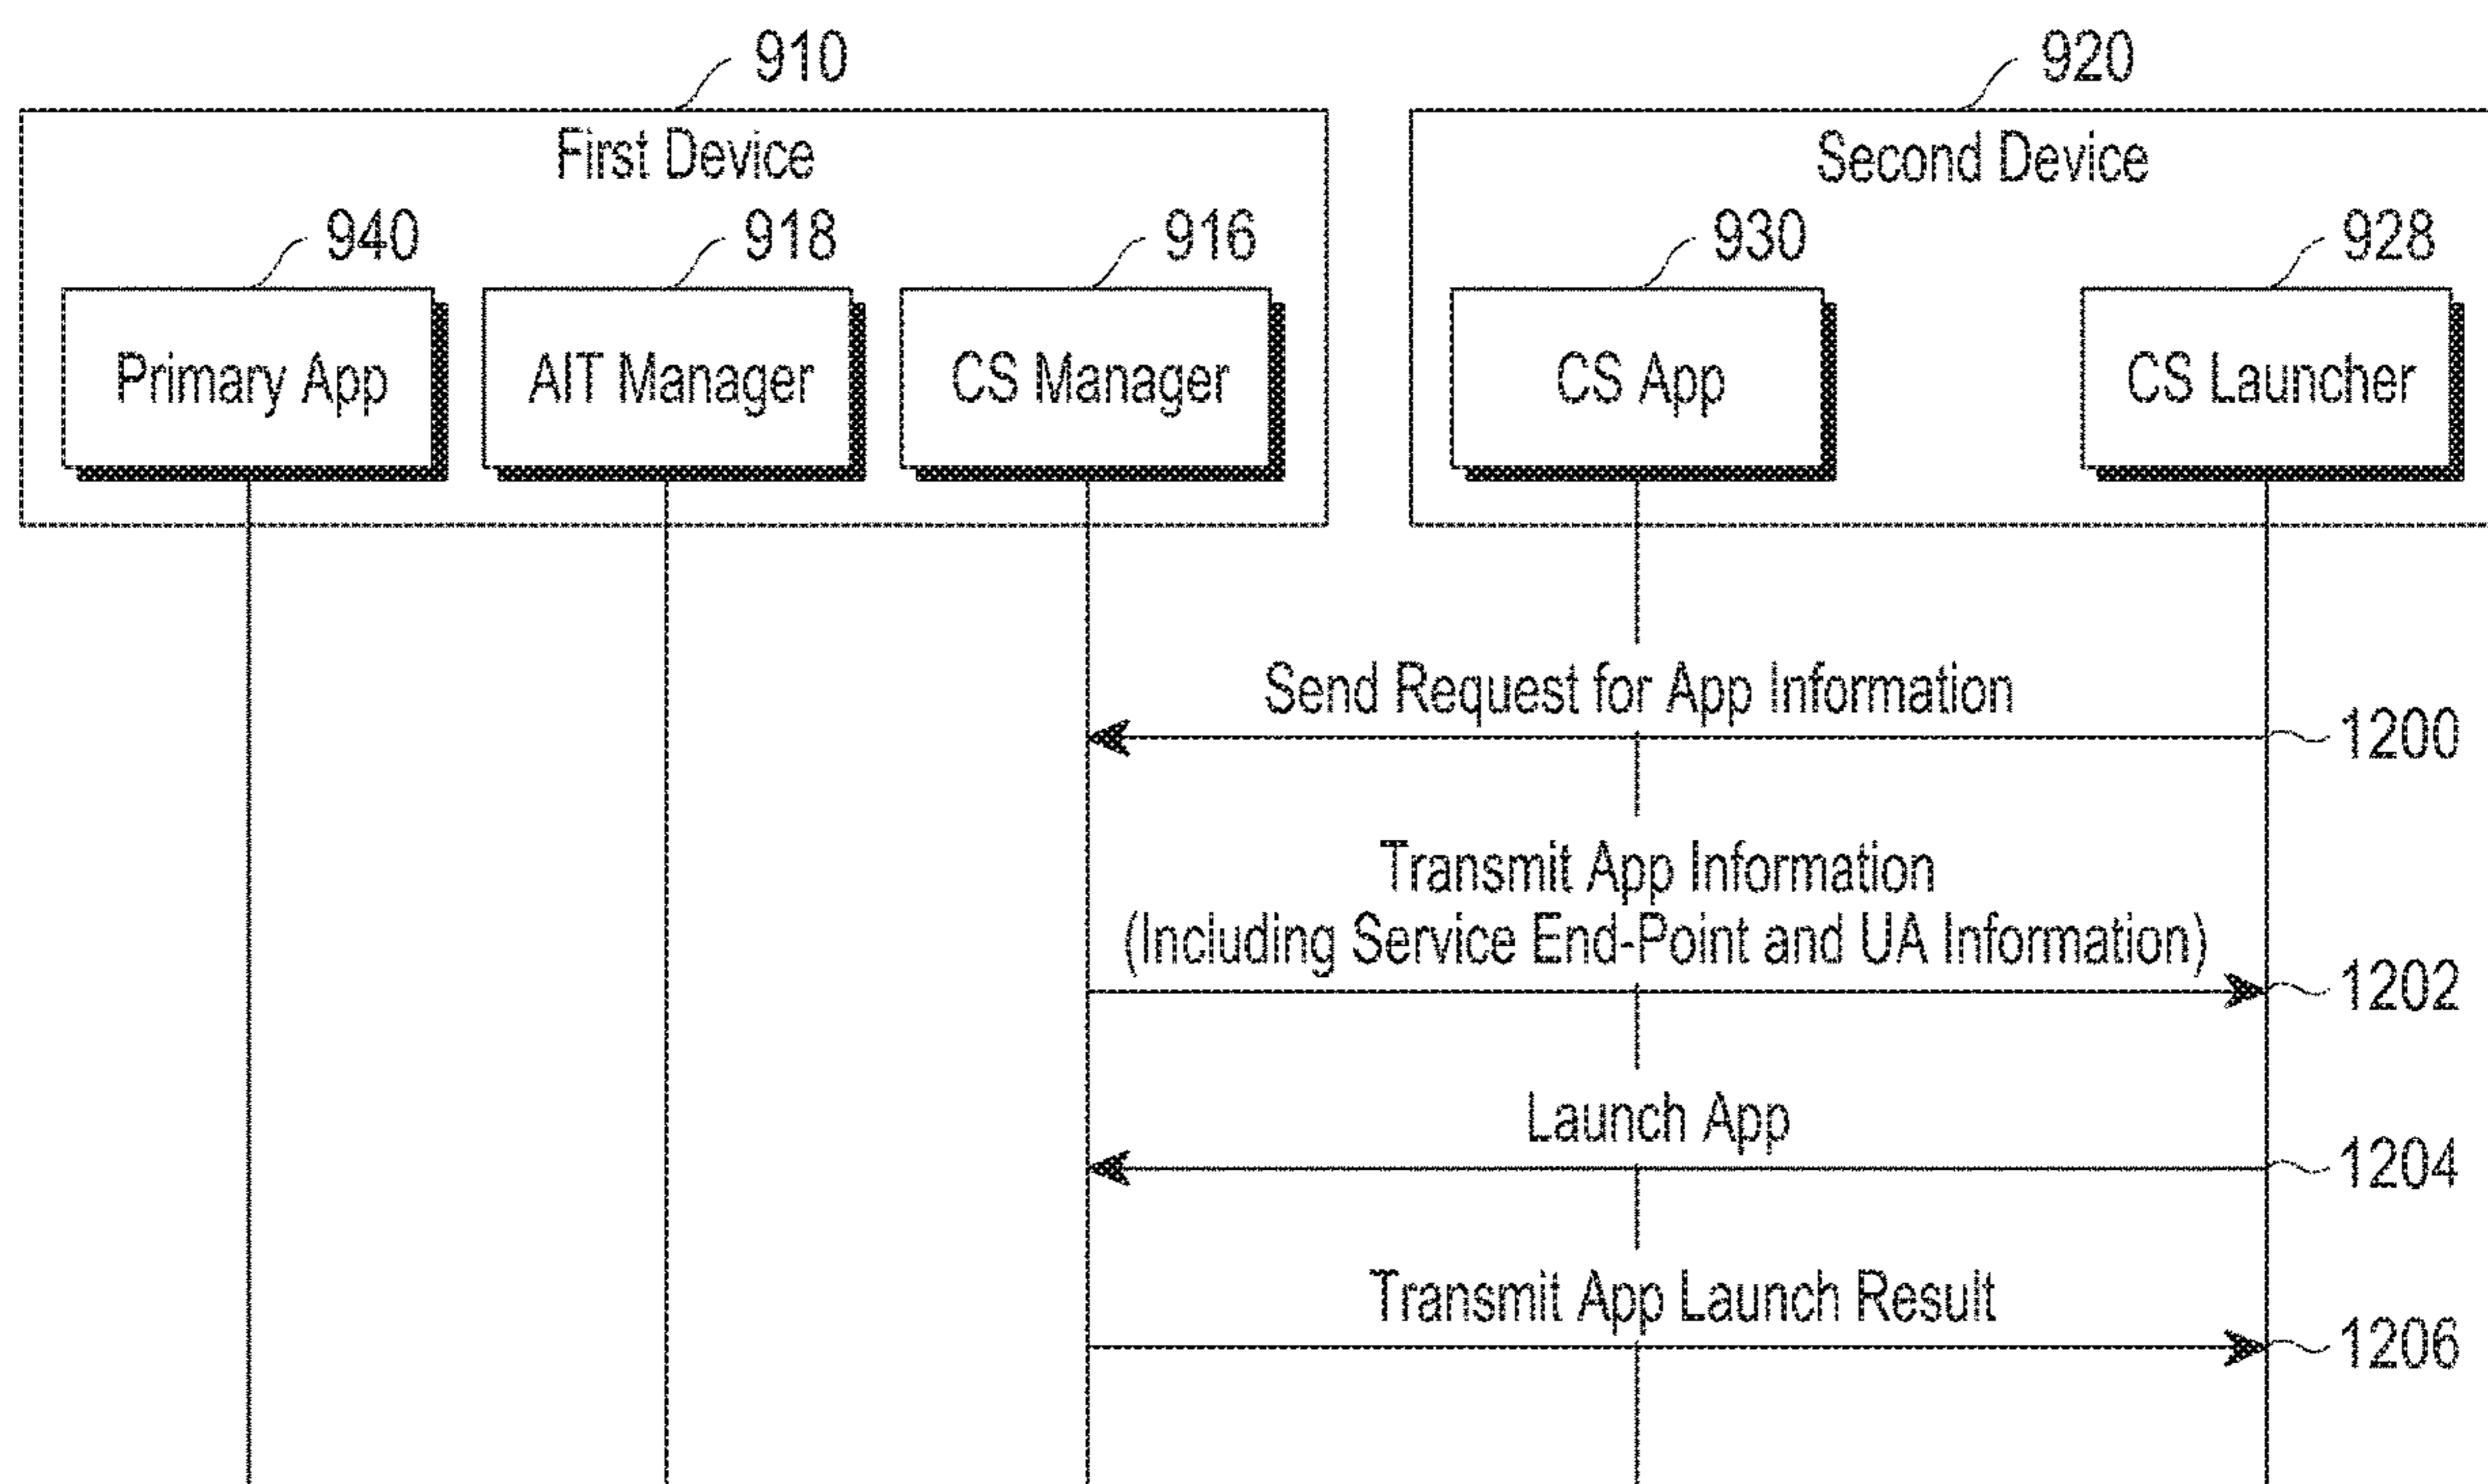 910
920
First Device
Second Device
940
918
916
930
928
Primary App
AIT Manager
CS Manager
CS App
CS Launcher
Send Request for App Information
1200
Transmit App Information
(Including Service End-Point and UA Information)
1202
Launch App
1204
Transmit App Launch Result
1206